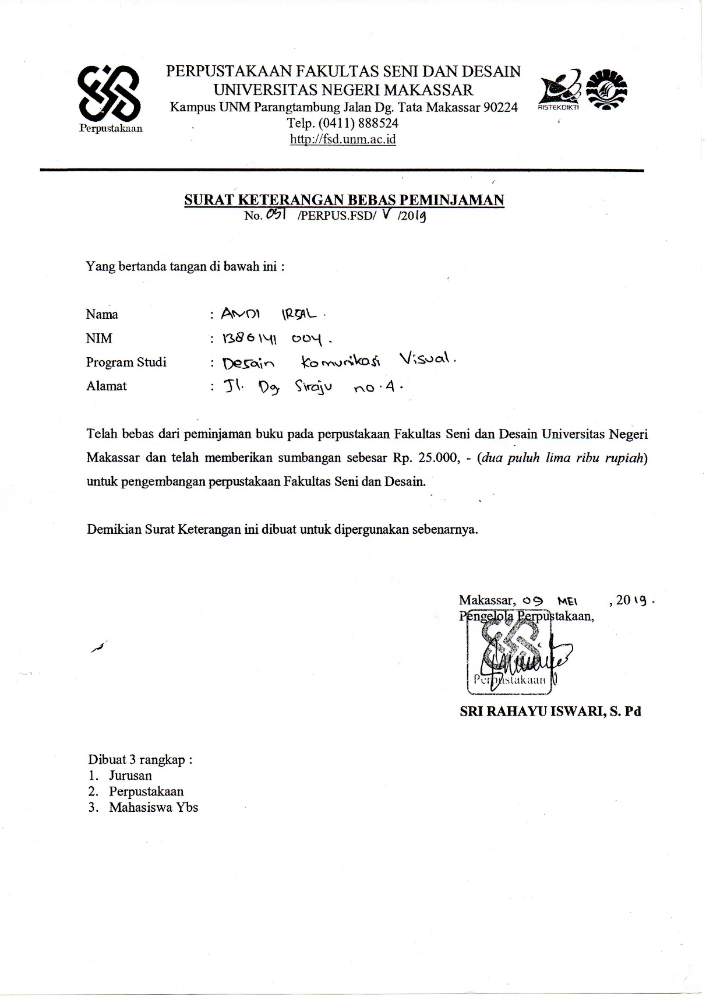 PERPUSTAKAAN FAKULTAS SENI DAN DESAIN
UNIVERSITAS NEGERI MAKASSAR
Kampus UNM Parangtambung Jalan Dg. Tata Makassar 90224
Telp. (0411) 888524
http://fsd.unm.ac.id
Perpustakaan
RISTEKDIKTI
SURAT KETERANGAN BEBAS PEMINJAMAN
No. 051 /PERPUS.FSD/ V /2019
Yang bertanda tangan di bawah ini :
Nama : ANDI IRSAL.
NIM : 1386141 004.
Program Studi : Desain Komunikasi Visual.
Alamat : Jl. Dg Siraju no.4.
Telah bebas dari peminjaman buku pada perpustakaan Fakultas Seni dan Desain Universitas Negeri
Makassar dan telah memberikan sumbangan sebesar Rp. 25.000, - (dua puluh lima ribu rupiah)
untuk pengembangan perpustakaan Fakultas Seni dan Desain.
Demikian Surat Keterangan ini dibuat untuk dipergunakan sebenarnya.
Makassar, 09 MEI , 2019.
Pengelola Perpustakaan,
Perpustakaan
SRI RAHAYU ISWARI, S. Pd
Dibuat 3 rangkap :
1. Jurusan
2. Perpustakaan
3. Mahasiswa Ybs